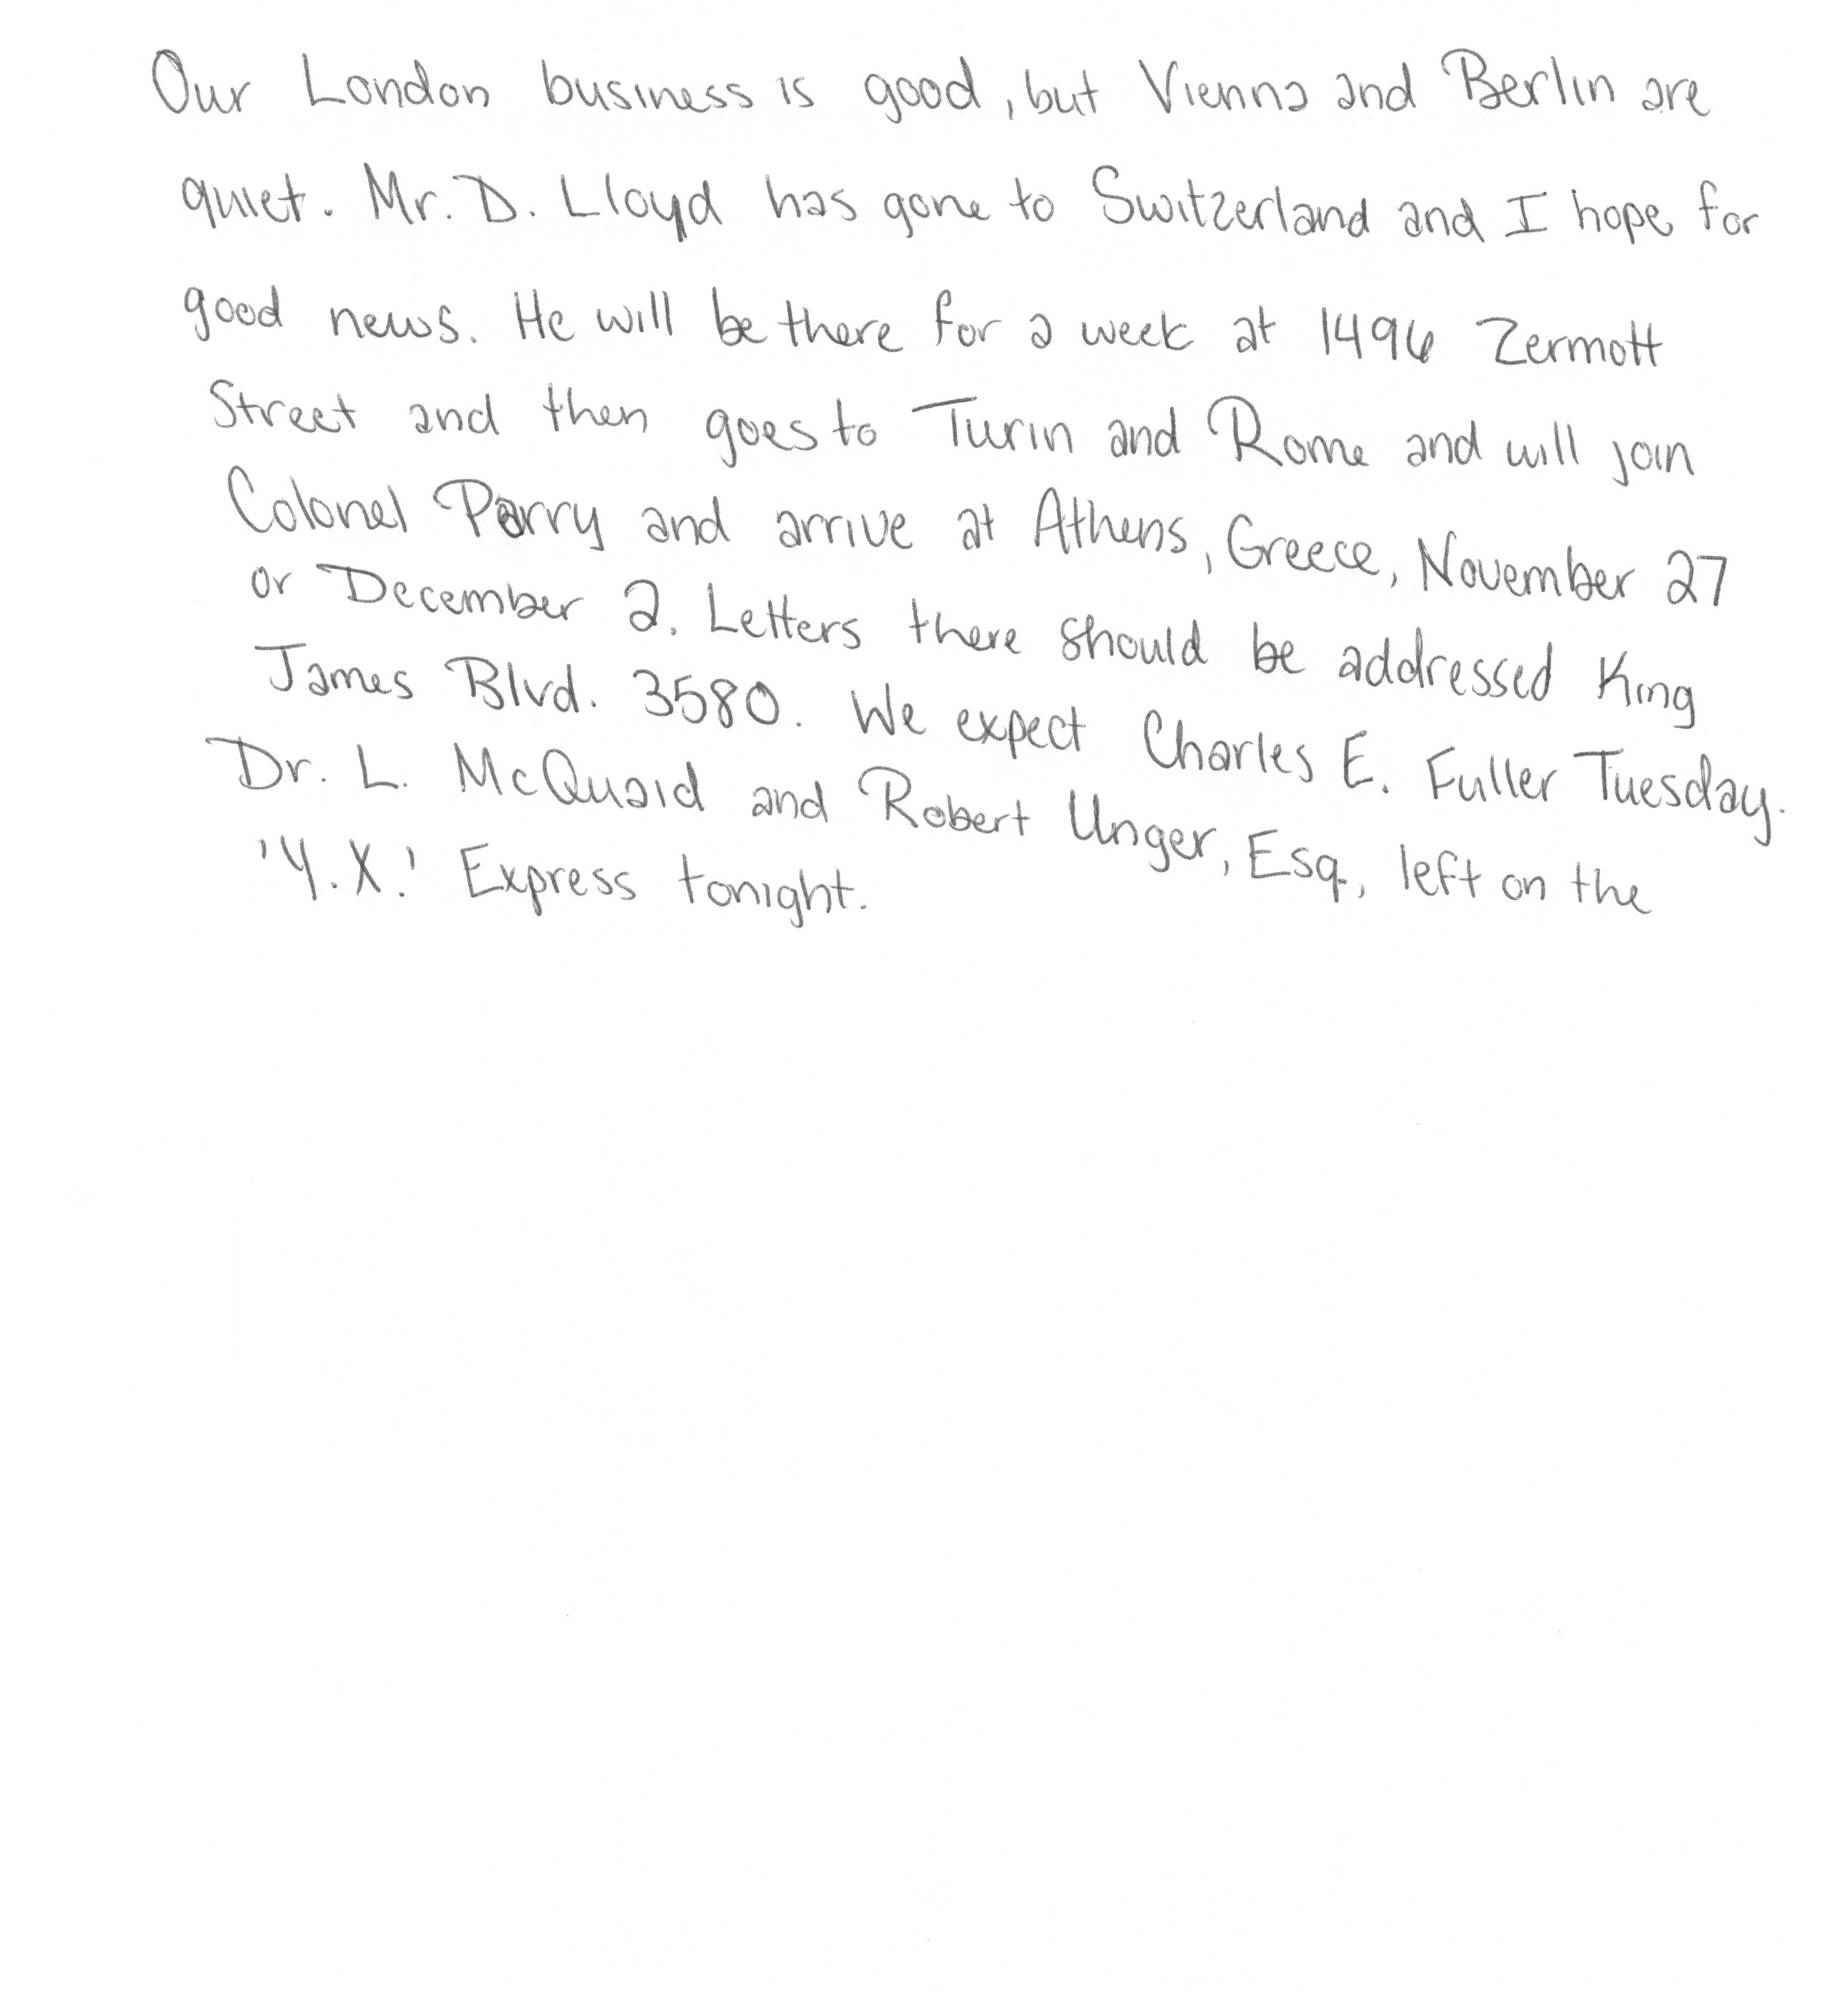 Our London business is good, but Vienna and Berlin are
quiet. Mr. D. Lloyd has gone to Switzerland and I hope for
good news. He will be there for a week at 1496 Zermott
Street and then goes to Turin and Rome and will join
Colonel Parry and arrive at Athens, Greece, November 27
or December 2. Letters there should be addressed King
James Blvd. 3580. We expect Charles E. Fuller Tuesday.
Dr. L. McQuaid and Robert Unger, Esq., left on the
'Y.X.' Express tonight.